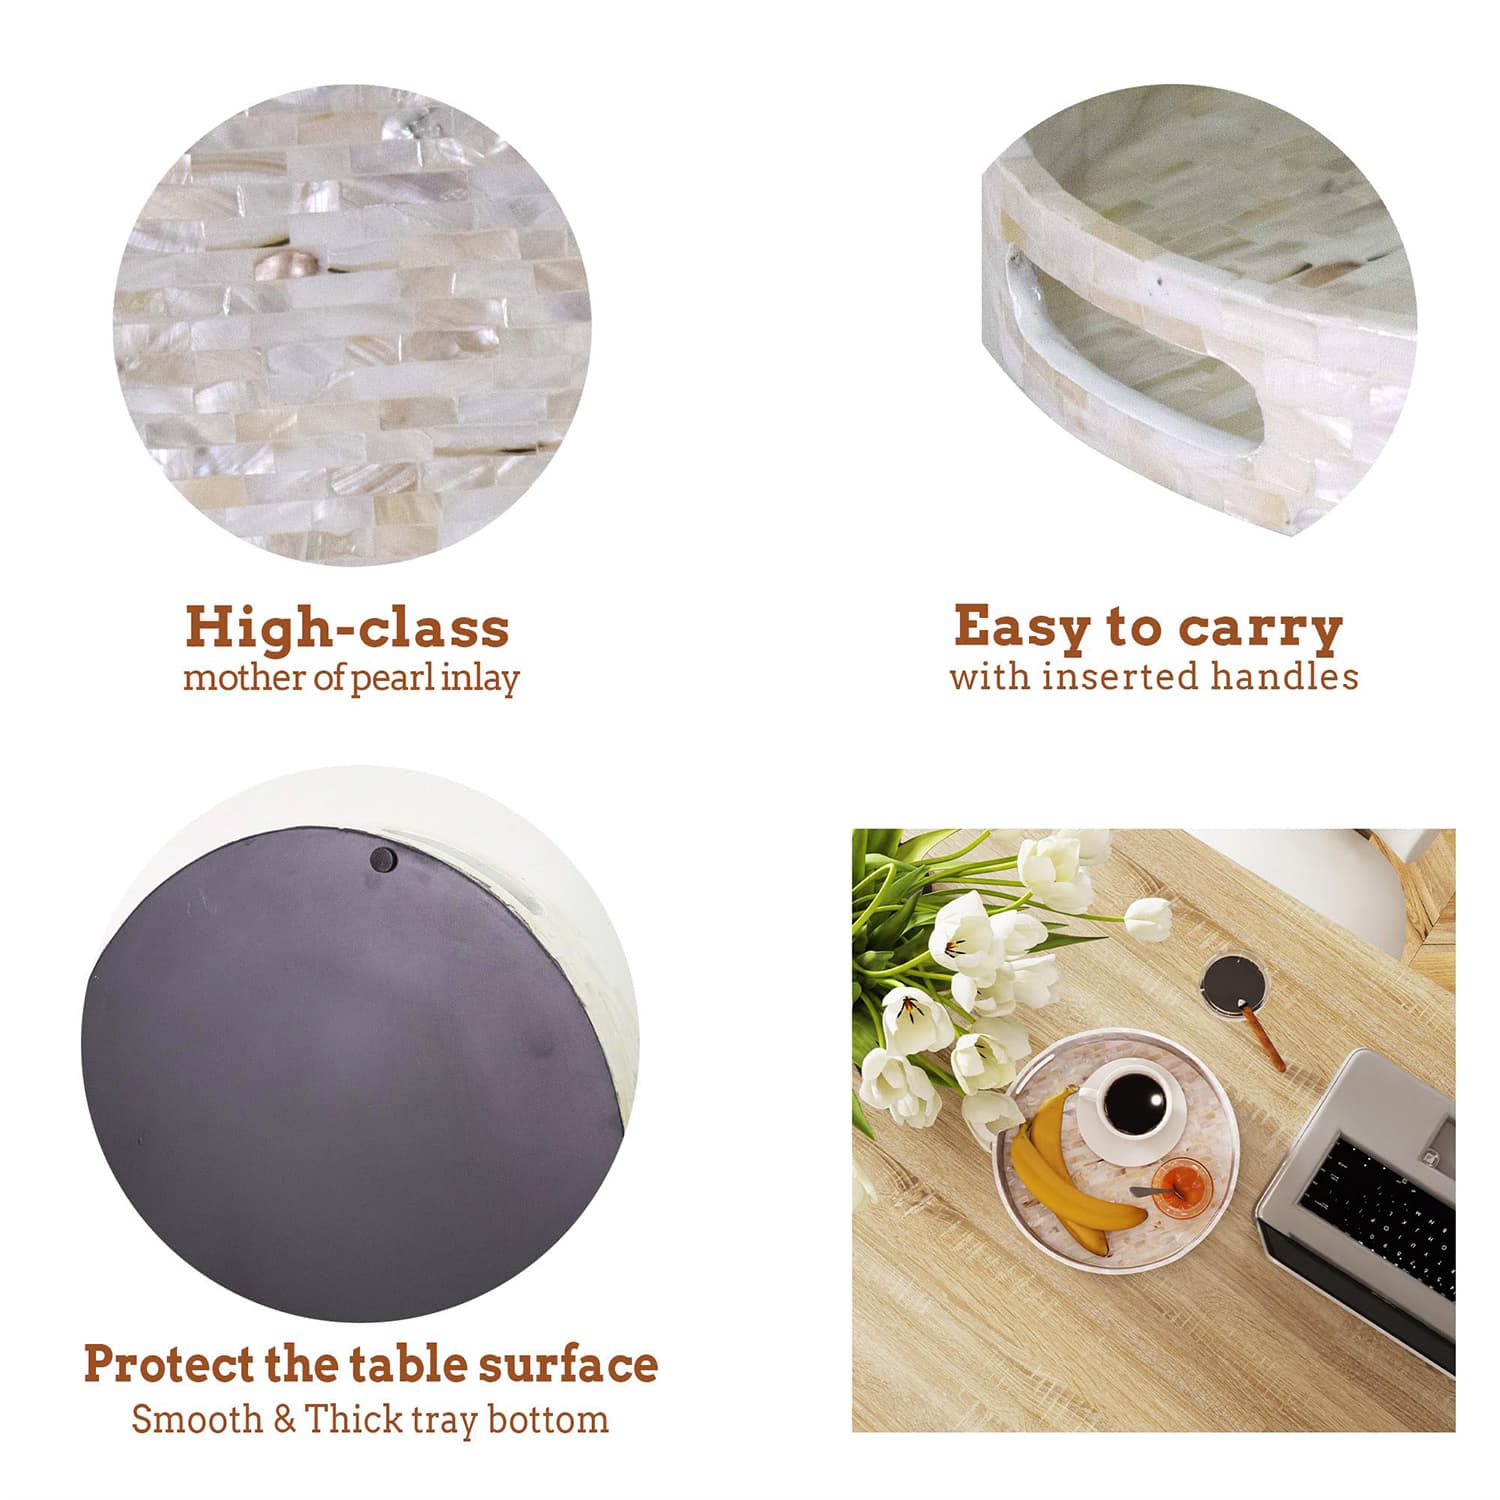 High-class
mother of pearl inlay
Easy to carry
with inserted handles
Protect the table surface
Smooth & Thick tray bottom